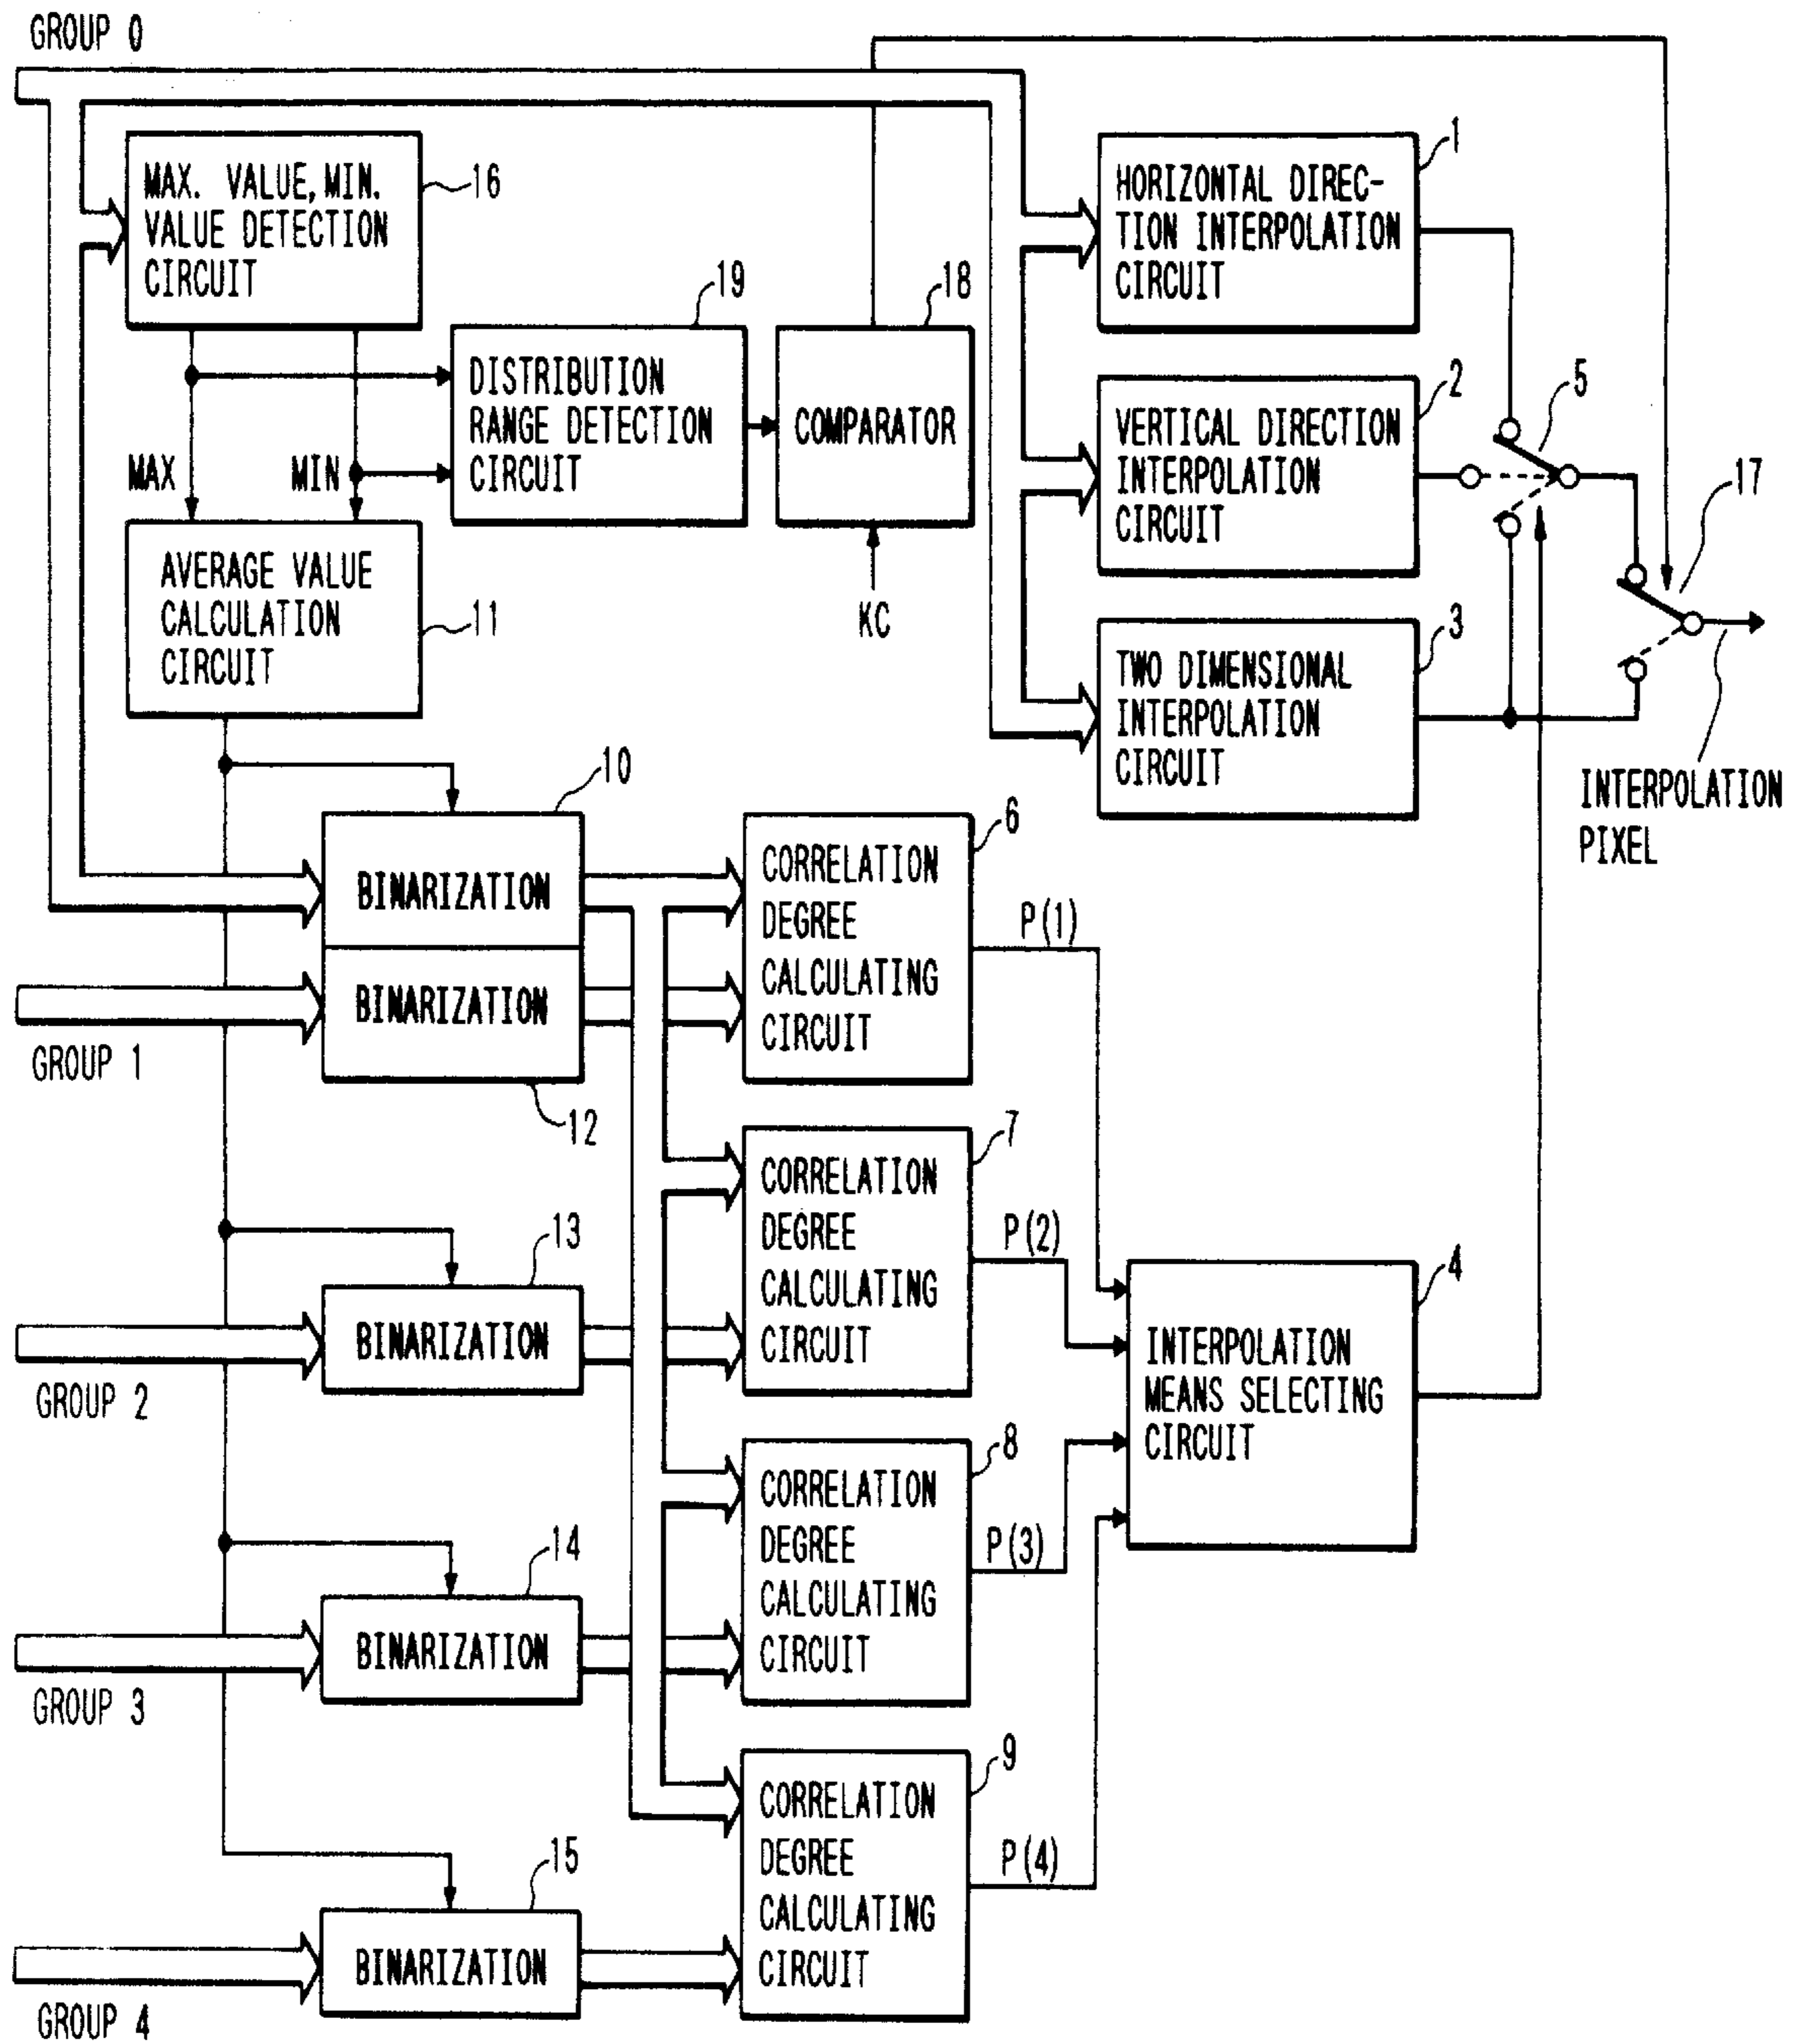 GROUP 0
MAX. VALUE, MIN.
VALUE DETECTION
CIRCUIT
16
HORIZONTAL DIREC-
TION INTERPOLATION
CIRCUIT
1
DISTRIBUTION
RANGE DETECTION
CIRCUIT
19
COMPARATOR
18
KC
MAX
MIN
VERTICAL DIRECTION
INTERPOLATION
CIRCUIT
2
5
17
AVERAGE VALUE
CALCULATION
CIRCUIT
11
TWO DIMENSIONAL
INTERPOLATION
CIRCUIT
3
INTERPOLATION
PIXEL
10
BINARIZATION
BINARIZATION
12
GROUP 1
CORRELATION
DEGREE
CALCULATING
CIRCUIT
6
P(1)
13
BINARIZATION
GROUP 2
CORRELATION
DEGREE
CALCULATING
CIRCUIT
7
P(2)
INTERPOLATION
MEANS SELECTING
CIRCUIT
4
14
BINARIZATION
GROUP 3
CORRELATION
DEGREE
CALCULATING
CIRCUIT
8
P(3)
15
BINARIZATION
GROUP 4
CORRELATION
DEGREE
CALCULATING
CIRCUIT
9
P(4)